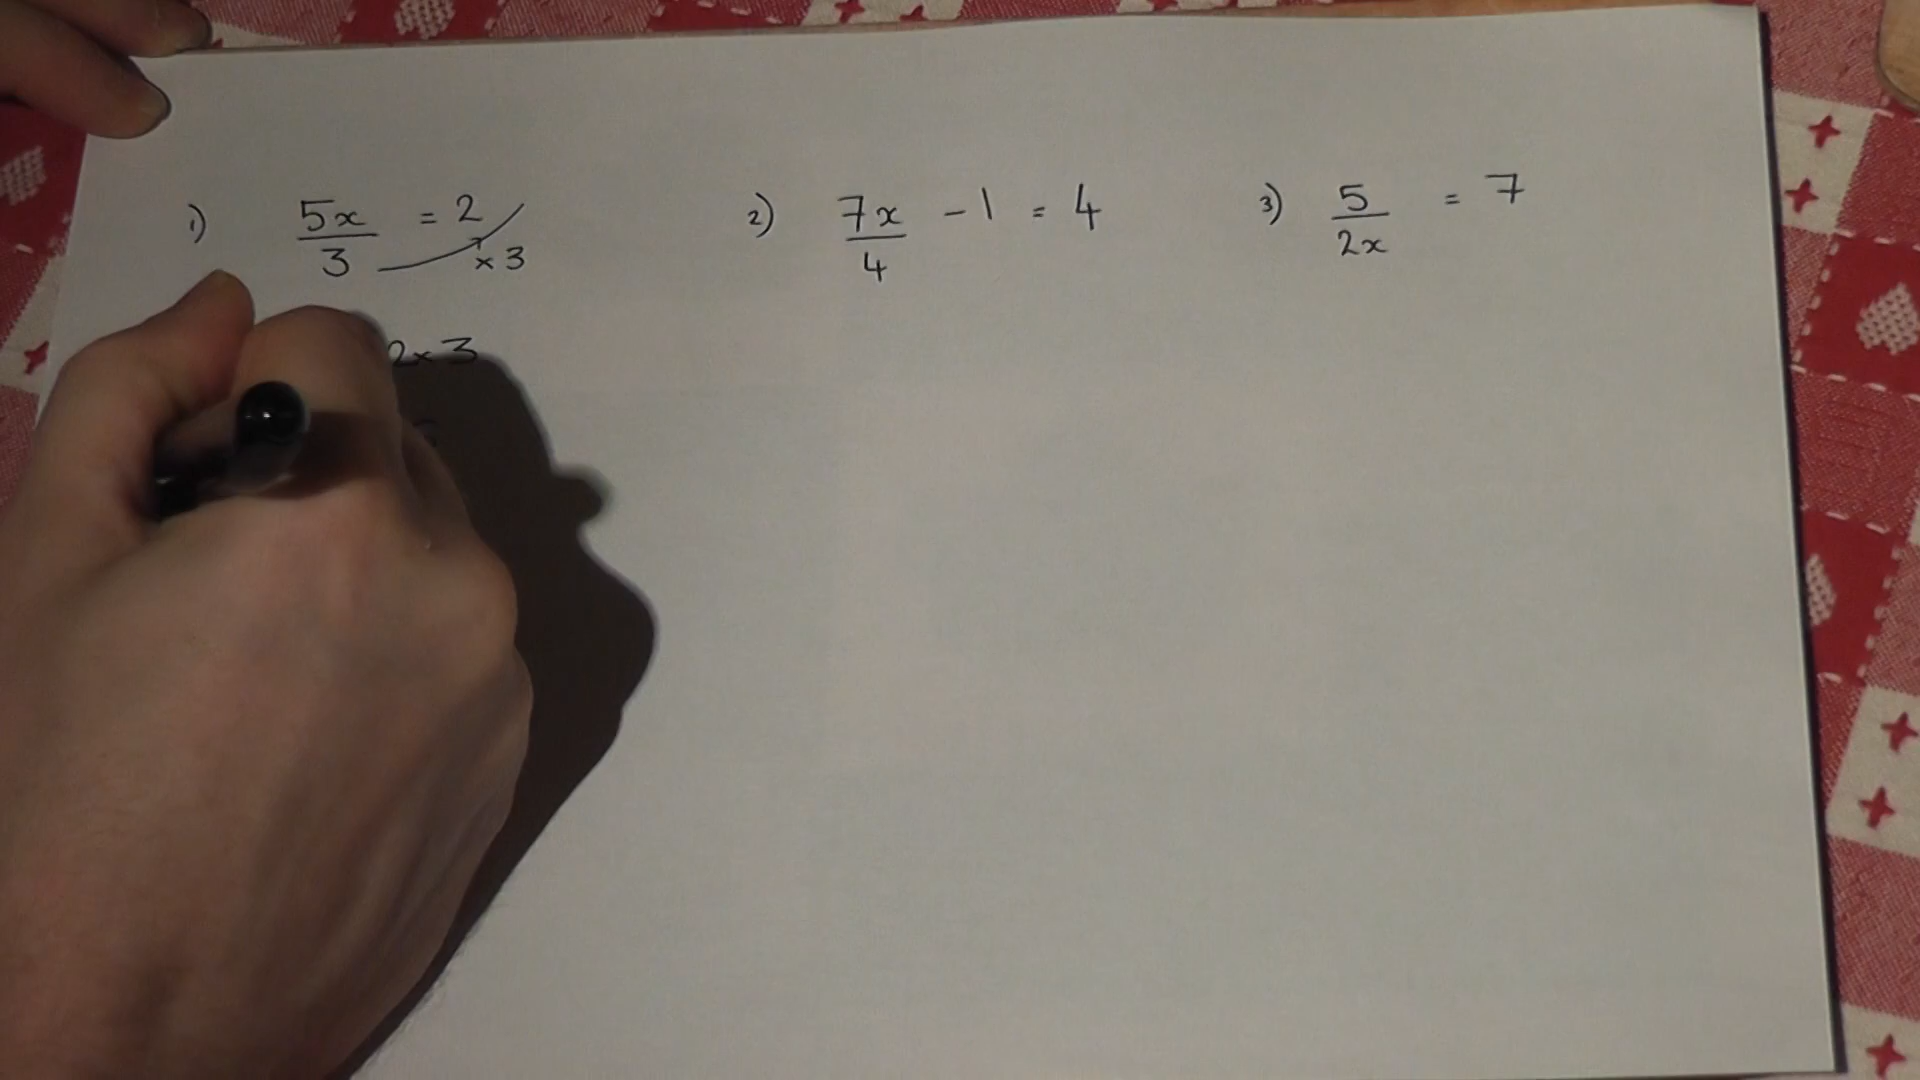 1) 5x/3 = 2 × 3
2) 7x/4 - 1 = 4
3) 5/2x = 7
2 × 3